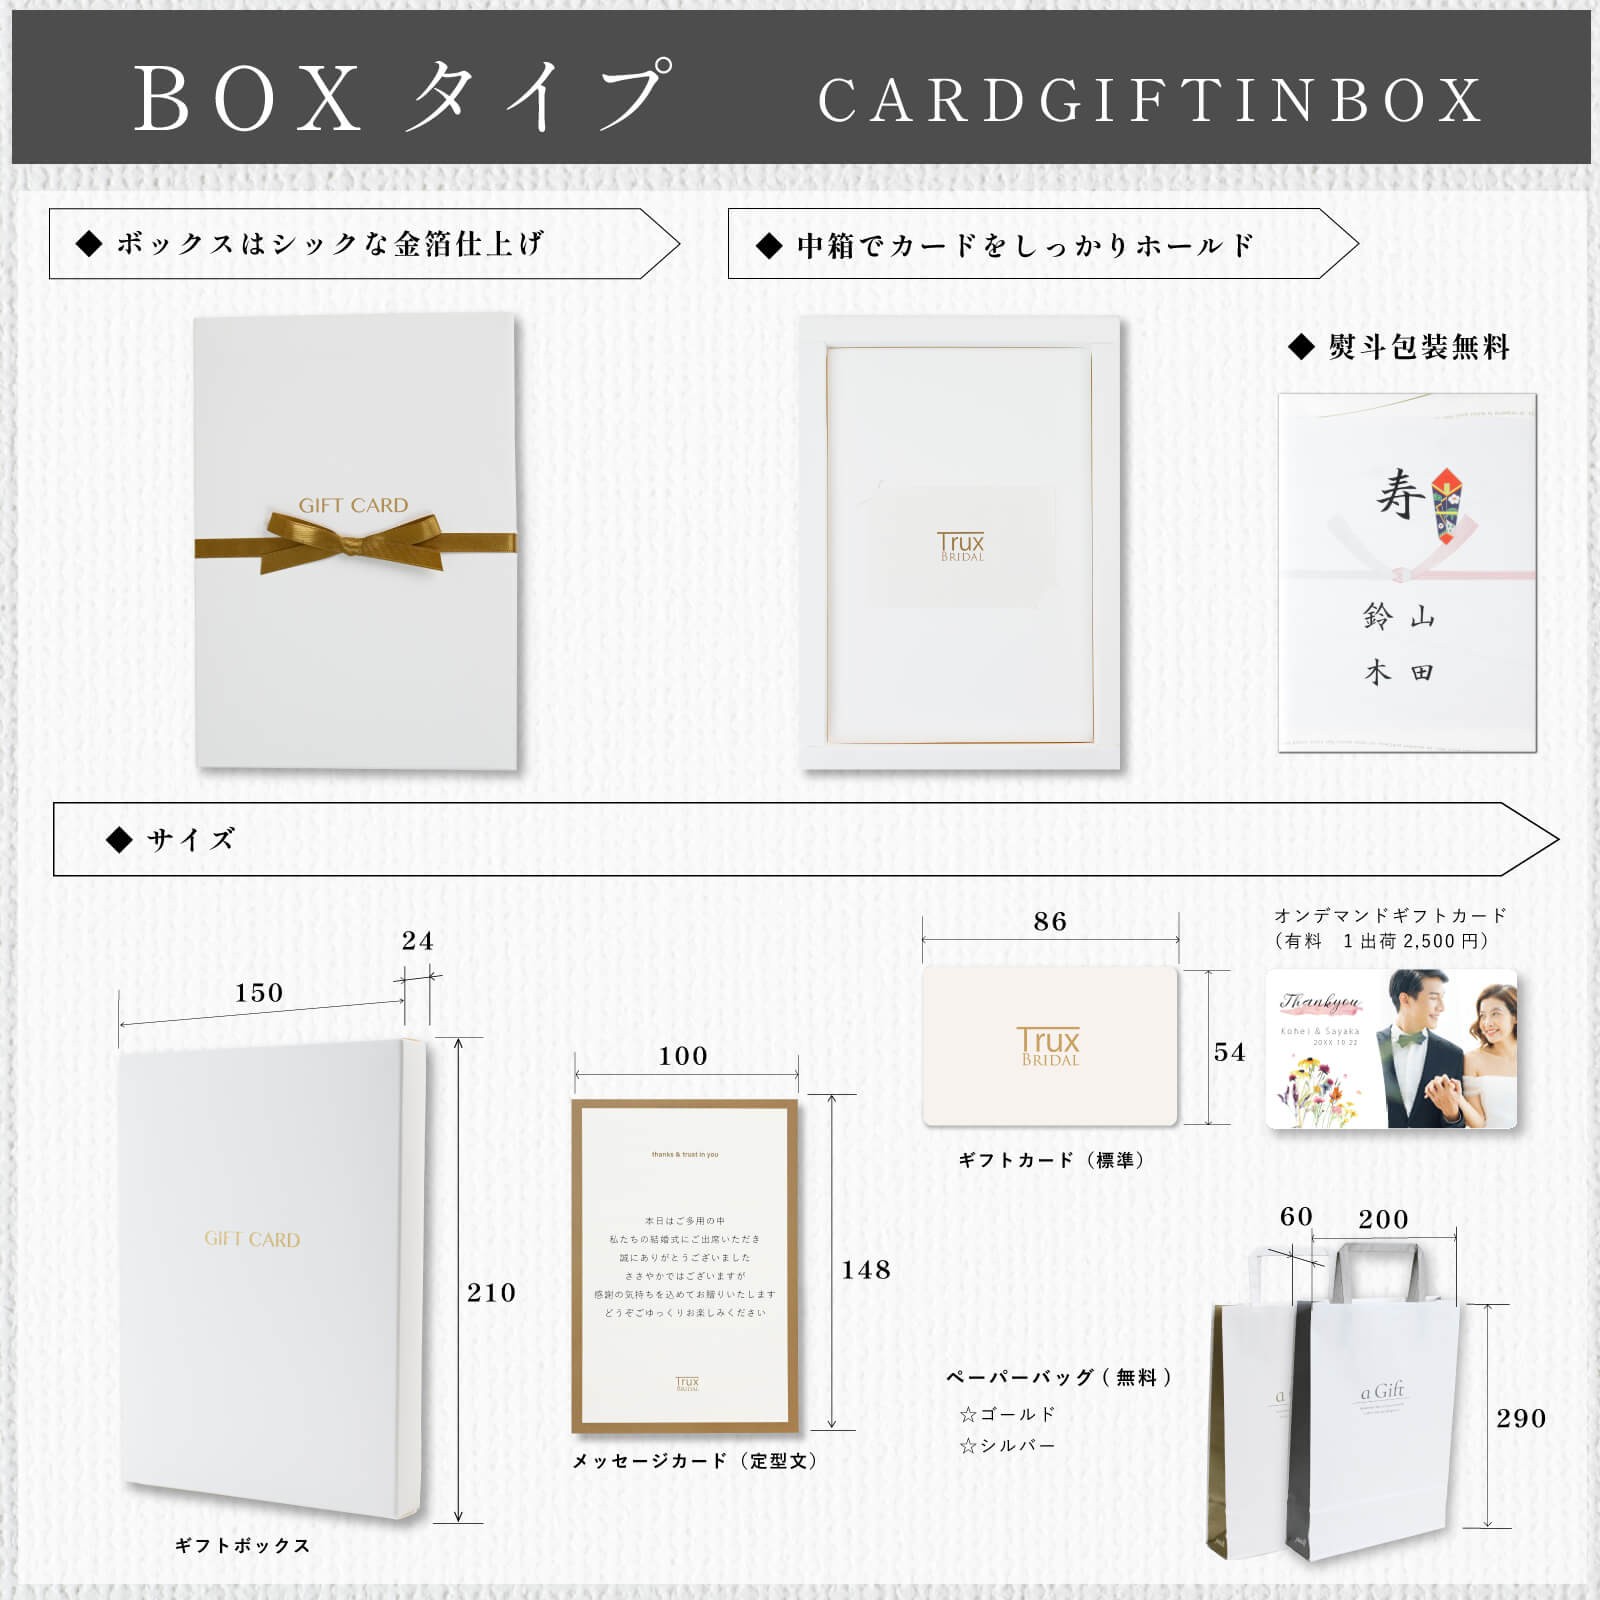 BOXタイプ CARDGIFTINBOX
◆ ボックスはシックな金箔仕上げ
◆ 中箱でカードをしっかりホールド
◆ 熨斗包装無料
GIFT CARD
Trux
BRIDAL
寿
鈴木
山田
◆ サイズ
24
150
210
GIFT CARD
ギフトボックス
100
148
thanks & trust in you
本日はご多用の中
私たちの結婚式にご出席いただき
誠にありがとうございました
ささやかではございますが
感謝の気持ちを込めてお贈りいたします
どうぞごゆっくりお楽しみください
Trux
BRIDAL
メッセージカード（定型文）
86
54
Trux
BRIDAL
ギフトカード（標準）
オンデマンドギフトカード
（有料　1出荷2,500円）
Thankyou
Kohei & Sayaka
20XX.10.22
ペーパーバッグ(無料)
☆ゴールド
☆シルバー
60
200
290
a Gift